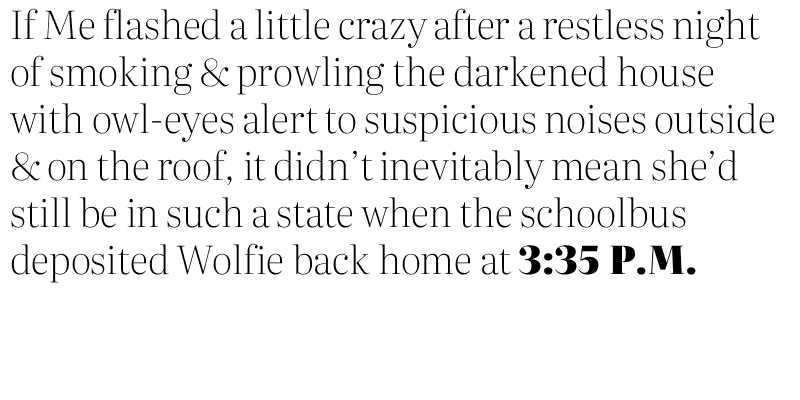 If Me flashed a little crazy after a restless night
of smoking & prowling the darkened house
with owl-eyes alert to suspicious noises outside
& on the roof, it didn’t inevitably mean she’d
still be in such a state when the schoolbus
deposited Wolfie back home at 3:35 P.M.